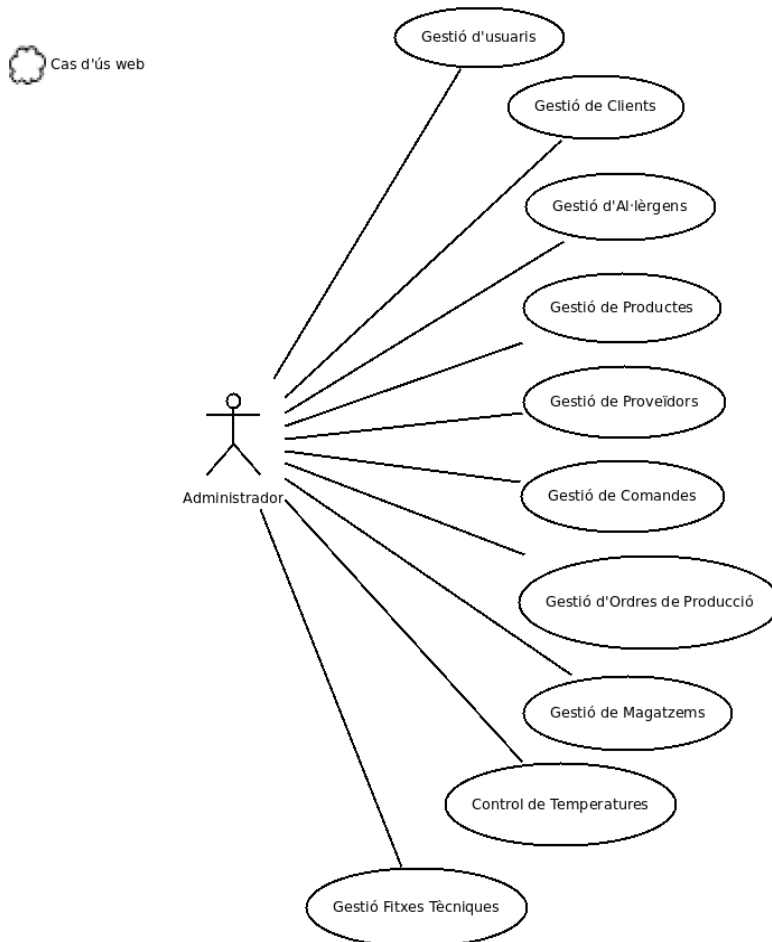 Gestió d'usuaris
Cas d'ús web
Gestió de Clients
Gestió d'Al·lèrgens
Gestió de Productes
Gestió de Proveïdors
Administrador
Gestió de Comandes
Gestió d'Ordres de Producció
Gestió de Magatzems
Control de Temperatures
Gestió Fitxes Tècniques